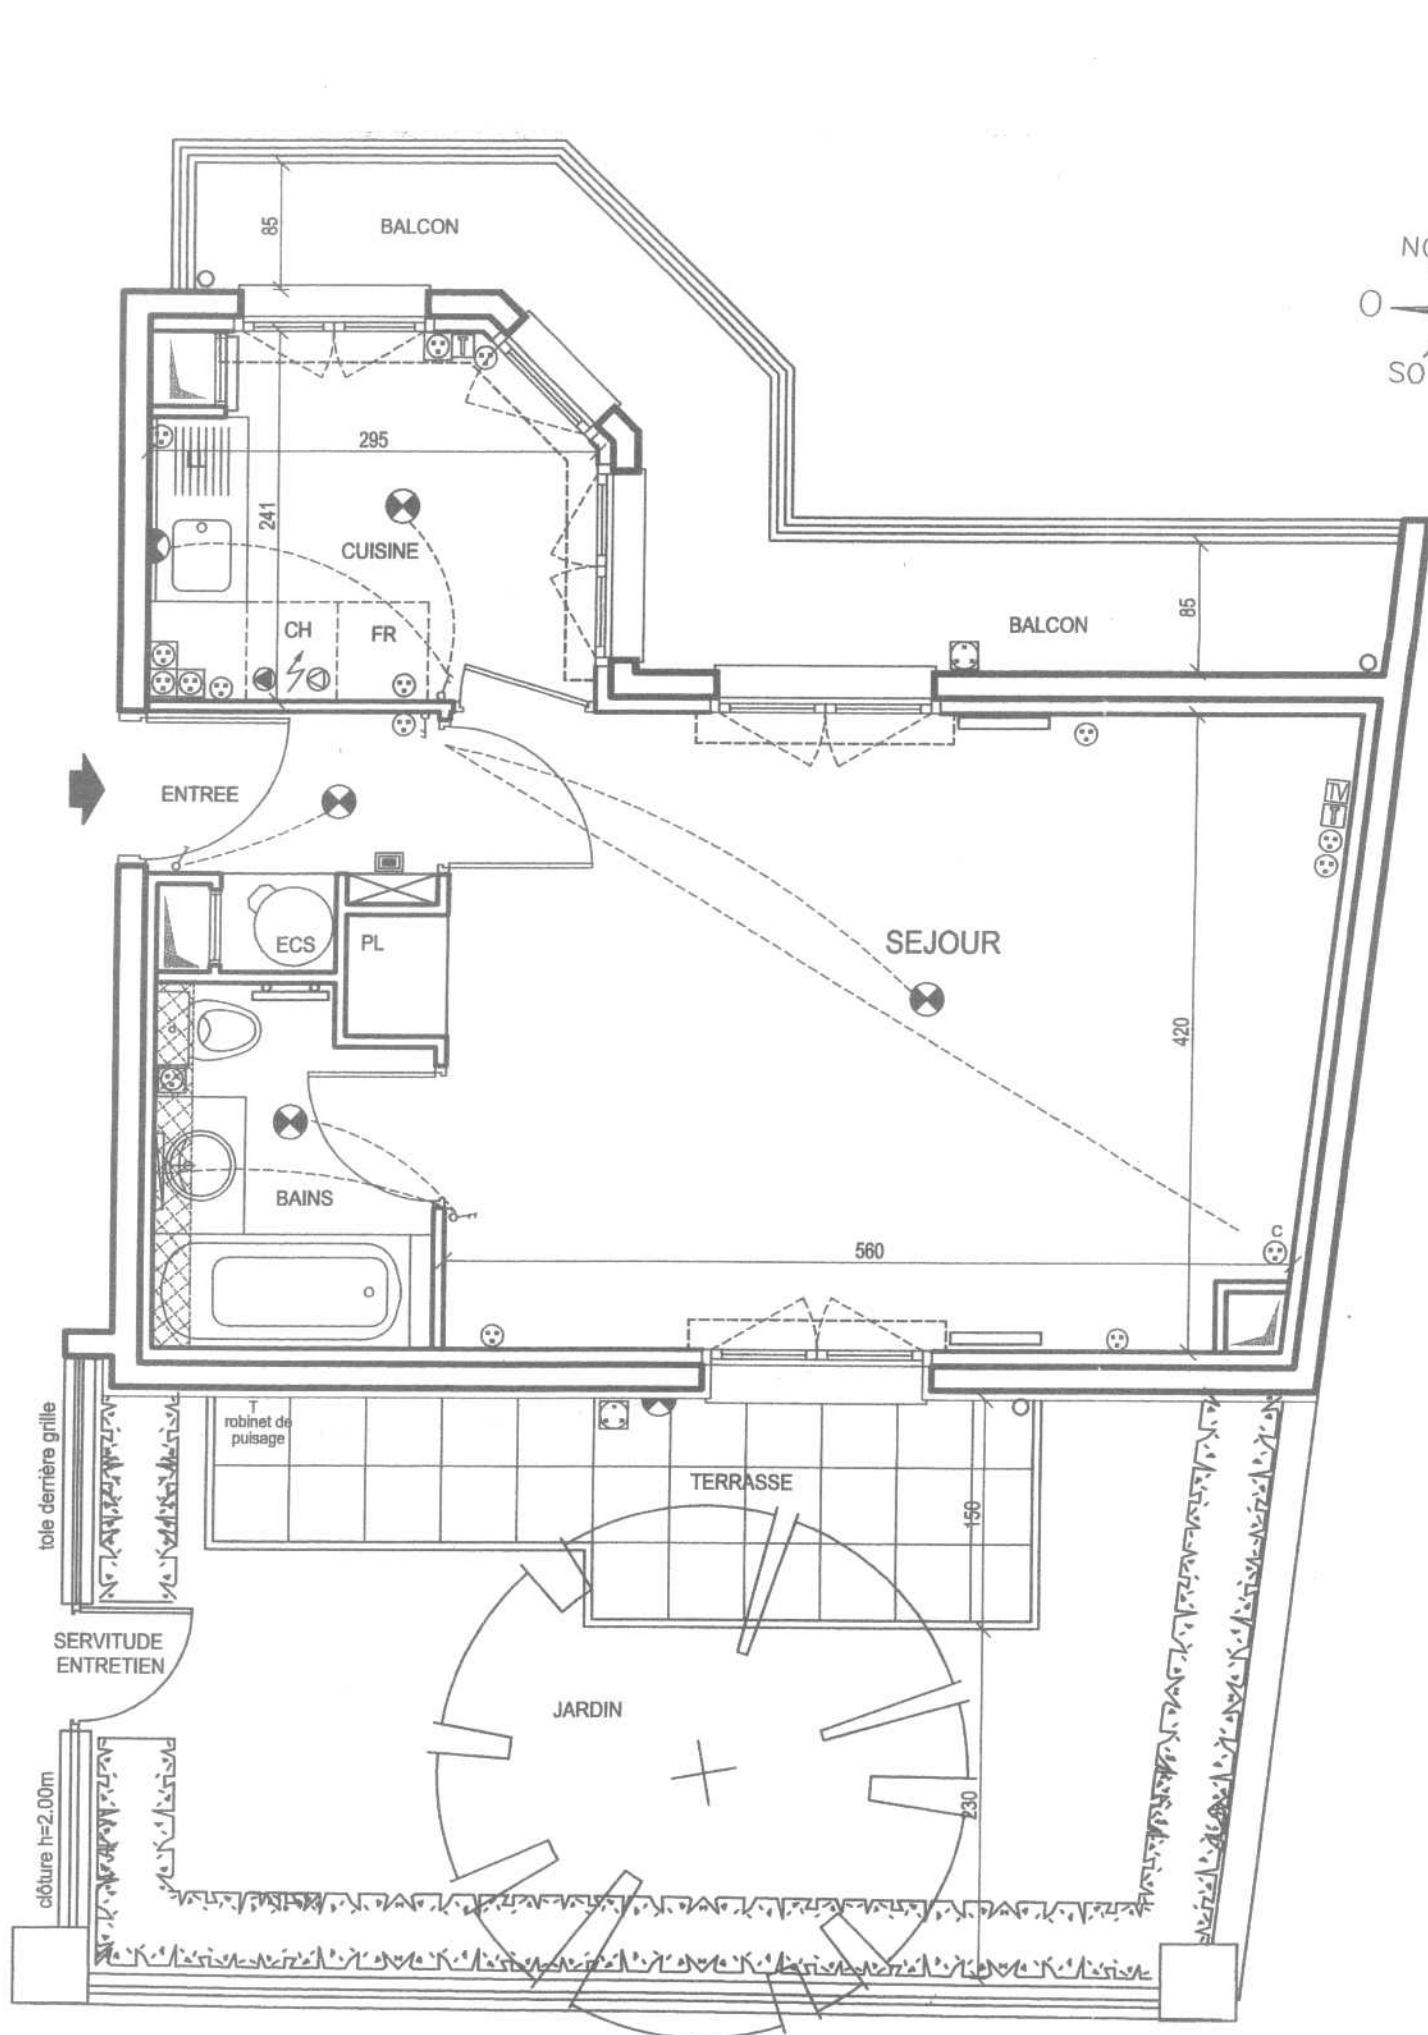 BALCON
85
NO
O
SO
295
241
CUISINE
CH
FR
BALCON
85
ENTREE
TV
T
ECS
PL
SEJOUR
420
BAINS
560
C
T
robinet de
puisage
tole derrière grille
TERRASSE
150
SERVITUDE
ENTRETIEN
JARDIN
230
clôture h=2.00m